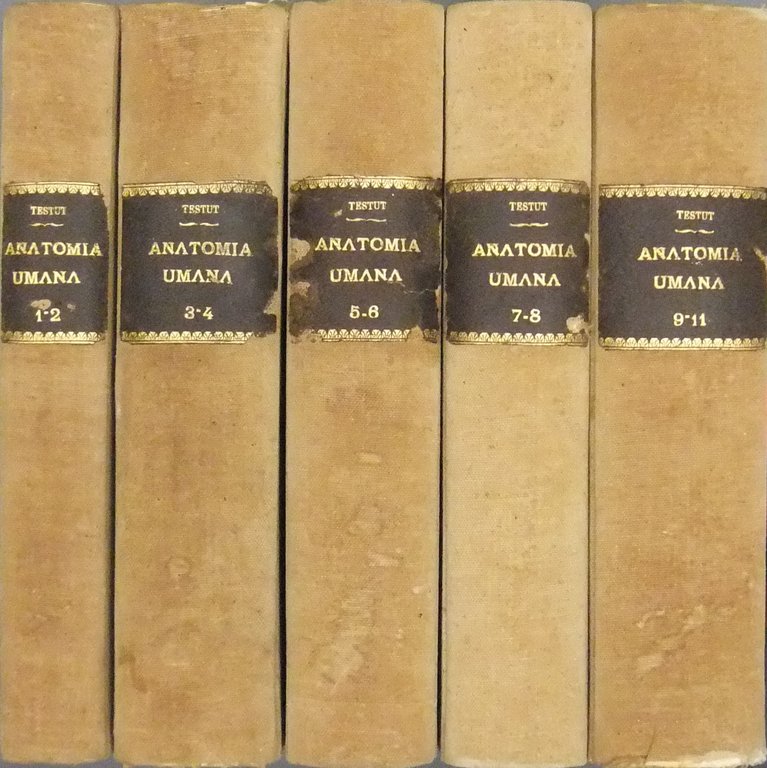 TESTUT
ANATOMIA
UMANA
1-2
TESTUT
ANATOMIA
UMANA
3-4
TESTUT
ANATOMIA
UMANA
5-6
TESTUT
ANATOMIA
UMANA
7-8
TESTUT
ANATOMIA
UMANA
9-11